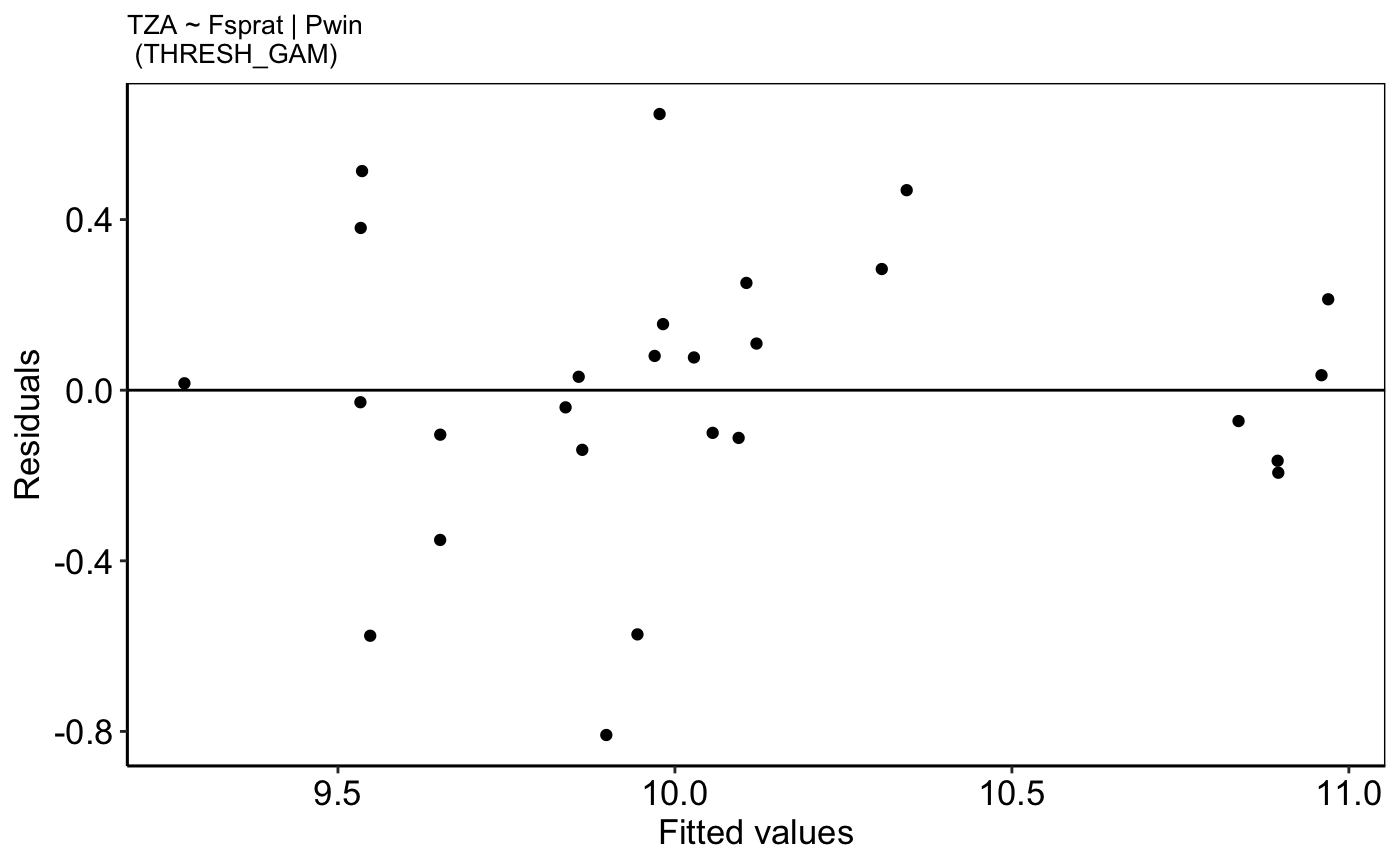 TZA ~ Fsprat | Pwin
(THRESH_GAM)
0.4
0.0
-0.4
-0.8
Residuals
9.5 10.0 10.5 11.0
Fitted values